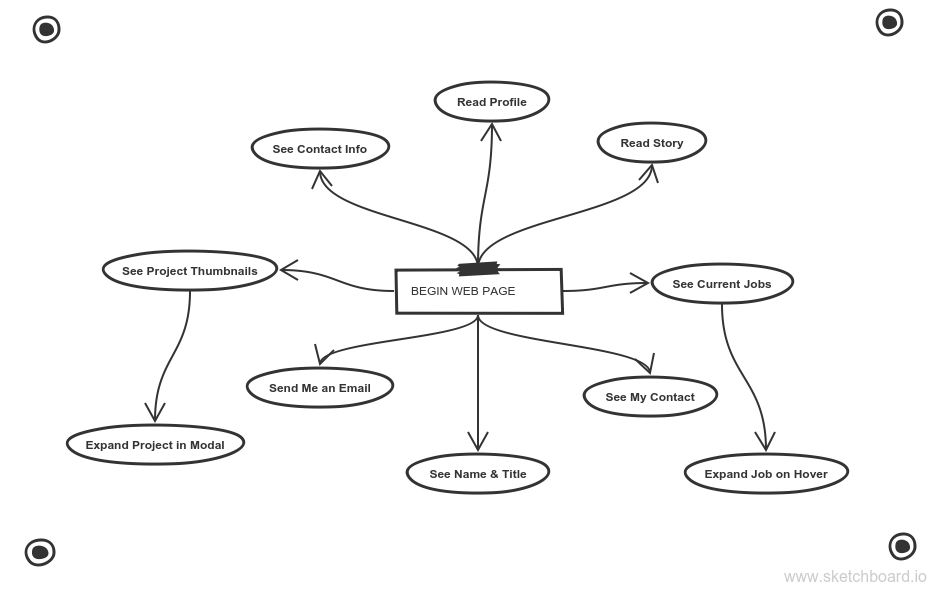 Read Profile
See Contact Info
Read Story
See Project Thumbnails
BEGIN WEB PAGE
See Current Jobs
Send Me an Email
See My Contact
Expand Project in Modal
See Name & Title
Expand Job on Hover
www.sketchboard.io